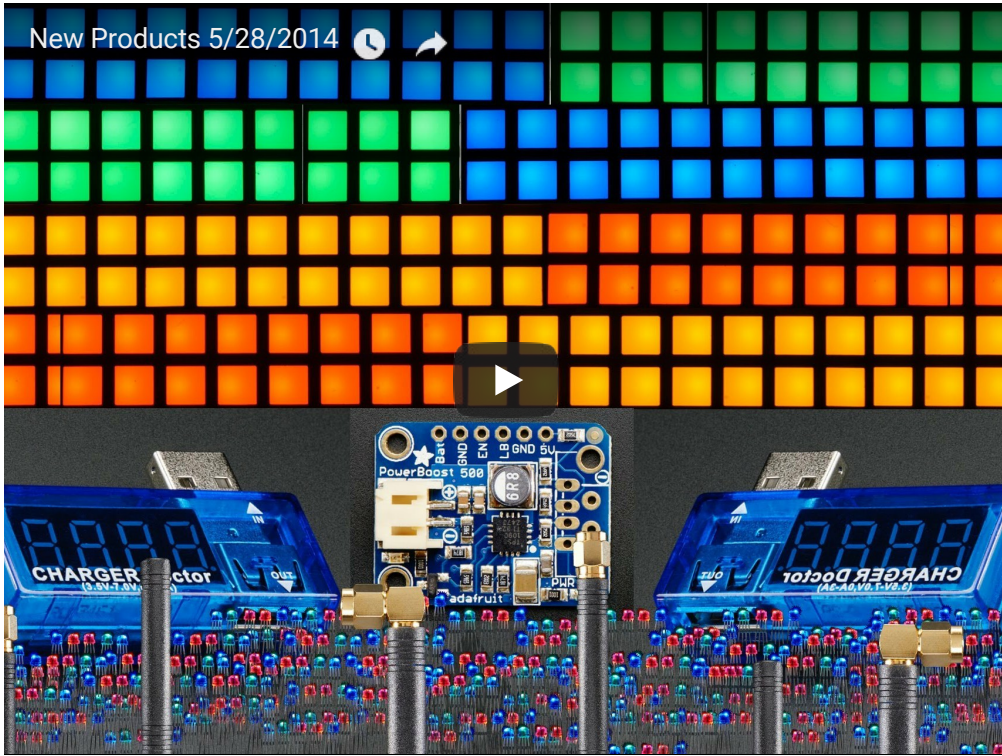 New Products 5/28/2014
Bat
GND
EN
LB
GND
5V
PowerBoost 500
6R8
IN
IN
CHARGER Doctor
OUT
OUT
CHARGER Doctor
PWR
adafruit